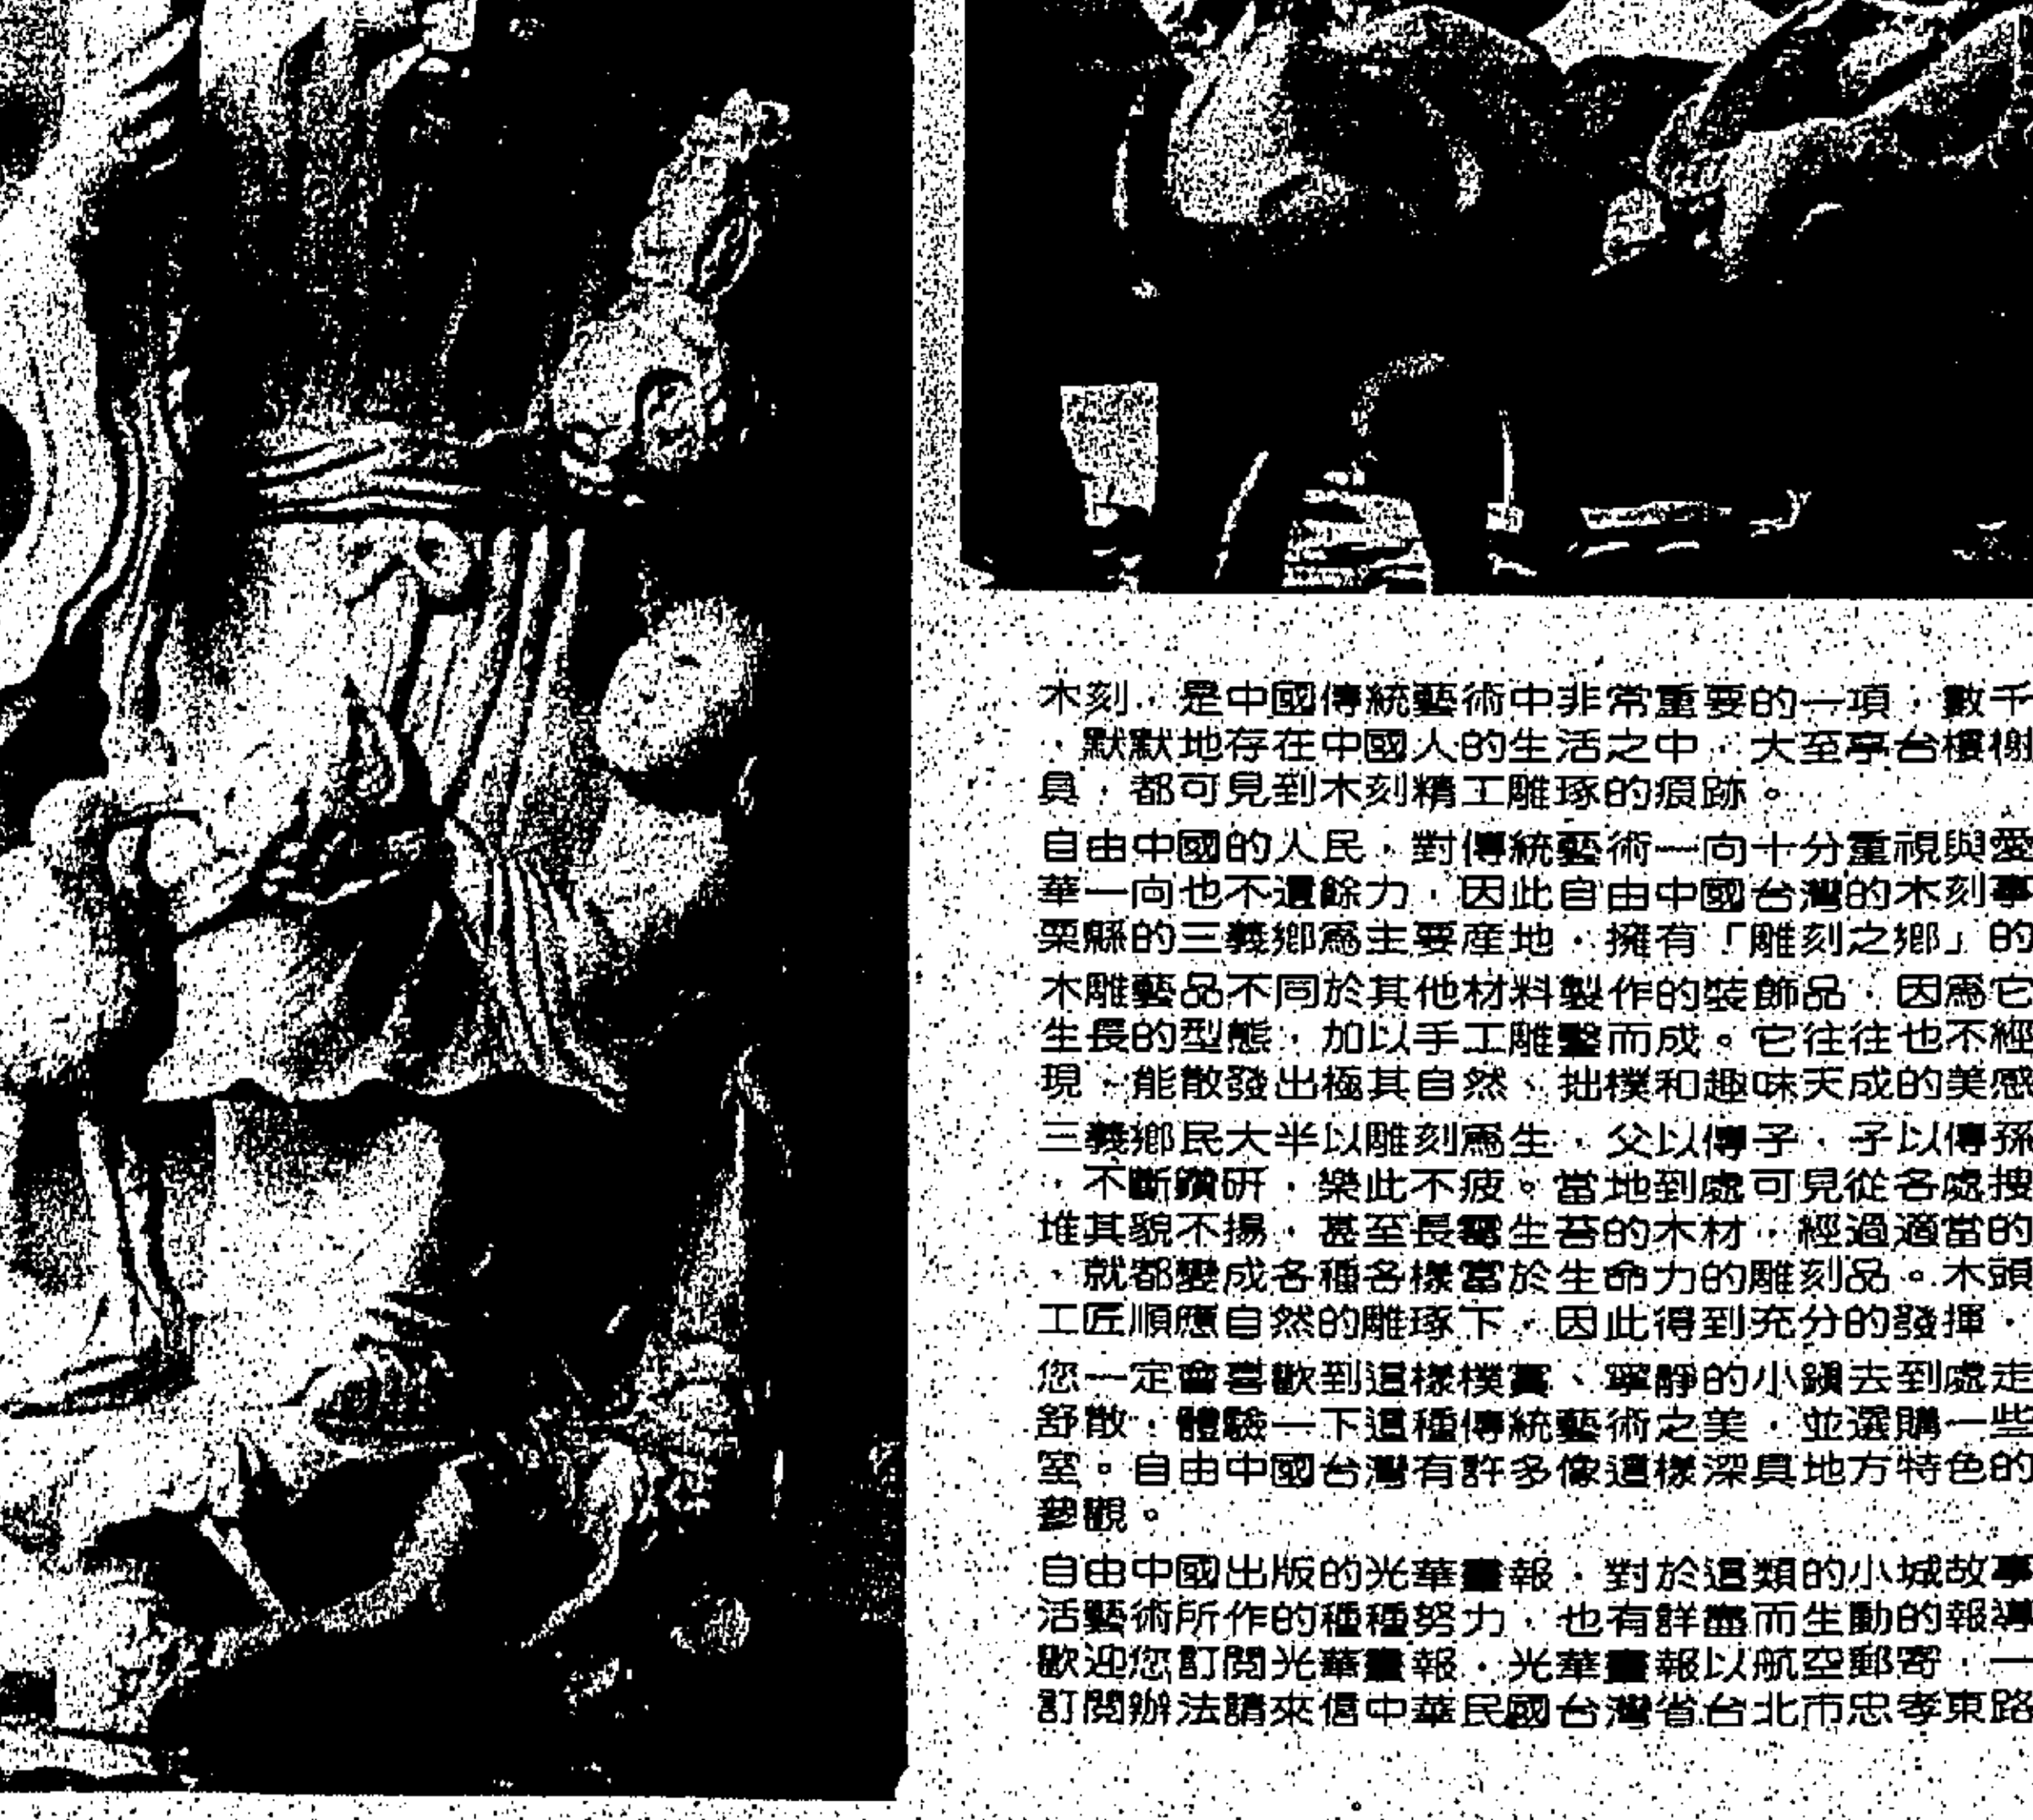 木刻，是中國傳統藝術中非常重要的一項，數千
，默默地存在中國人的生活之中，大至亭台樓榭
具，都可見到木刻精工雕琢的痕跡。
自由中國的人民，對傳統藝術一向十分重視與愛
華一向也不遺餘力，因此自由中國台灣的木刻事
栗縣的三義鄉爲主要產地，擁有「雕刻之鄉」的
木雕藝品不同於其他材料製作的裝飾品，因爲它
生長的型態，加以手工雕鑿而成。它往往也不經
現，能散發出極其自然、拙樸和趣味天成的美感
三義鄉民大半以雕刻爲生，父以傳子，子以傳孫
，不斷鑽研，樂此不疲。當地到處可見從各處搜
堆其貌不揚，甚至長霉生苔的木材，經過適當的
，就都變成各種各樣富於生命力的雕刻品。木頭
工匠順應自然的雕琢下，因此得到充分的發揮，
您一定會喜歡到這樣樸實、寧靜的小鎮去到處走
舒散，體驗一下這種傳統藝術之美，並選購一些
室。自由中國台灣有許多像這樣深具地方特色的
參觀。
自由中國出版的光華畫報，對於這類的小城故事
活藝術所作的種種努力，也有詳盡而生動的報導
歡迎您訂閱光華畫報，光華畫報以航空郵寄，一
訂閱辦法請來信中華民國台灣省台北市忠孝東路